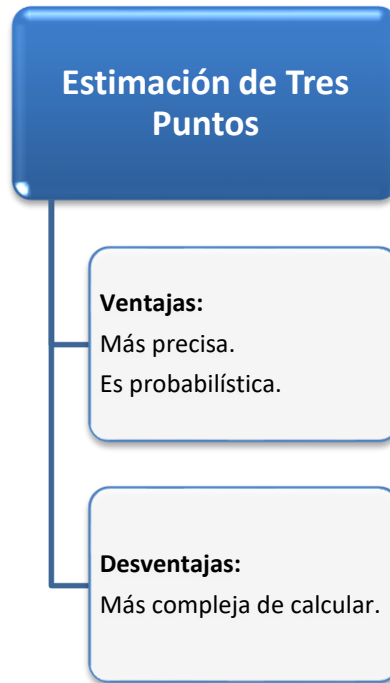 Estimación de Tres
Puntos
Ventajas:
Más precisa.
Es probabilística.
Desventajas:
Más compleja de calcular.